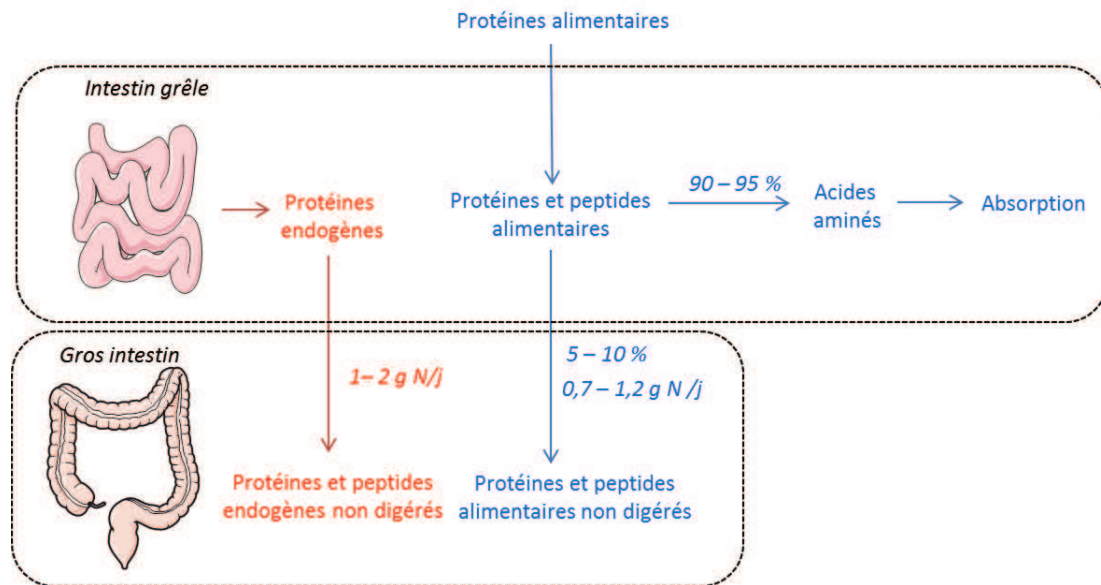 Protéines alimentaires
Intestin grêle
Protéines
endogènes
Protéines et peptides
alimentaires
90 – 95 %
Acides
aminés
Absorption
Gros intestin
1– 2 g N/j
5 – 10 %
0,7 – 1,2 g N /j
Protéines et peptides
endogènes non digérés
Protéines et peptides
alimentaires non digérés